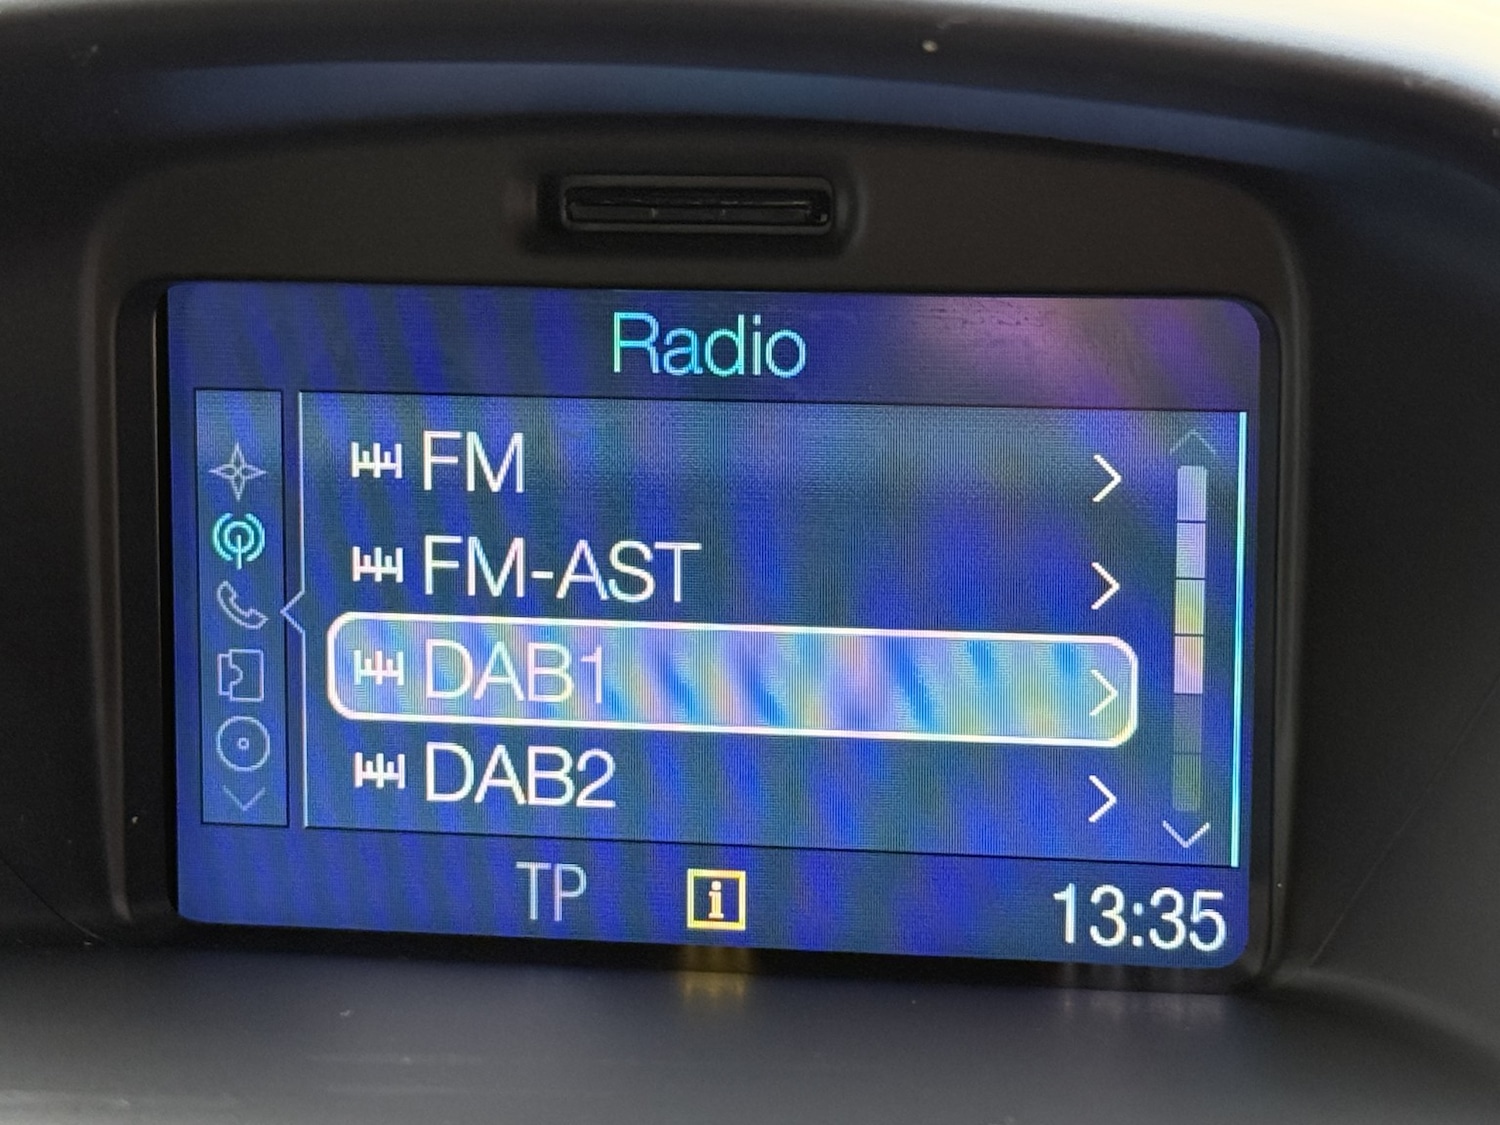 Radio
FM
FM-AST
DAB1
DAB2
TP i 13:35